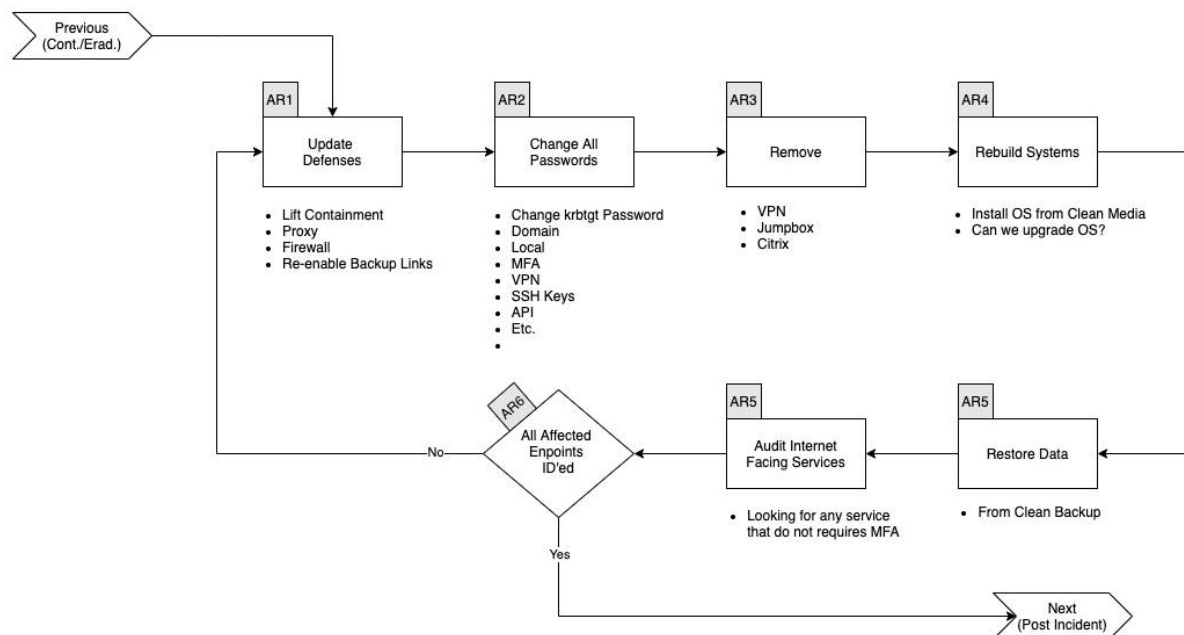 Previous
(Cont./Erad.)
AR1
Update
Defenses
• Lift Containment
• Proxy
• Firewall
• Re-enable Backup Links
AR2
Change All
Passwords
• Change krbtgt Password
• Domain
• Local
• MFA
• VPN
• SSH Keys
• API
• Etc.
•
AR3
Remove
• VPN
• Jumpbox
• Citrix
AR4
Rebuild Systems
• Install OS from Clean Media
• Can we upgrade OS?
AR5
Restore Data
• From Clean Backup
AR5
Audit Internet
Facing Services
• Looking for any service
that do not requires MFA
AR6
All Affected
Enpoints
ID'ed
No
Yes
Next
(Post Incident)